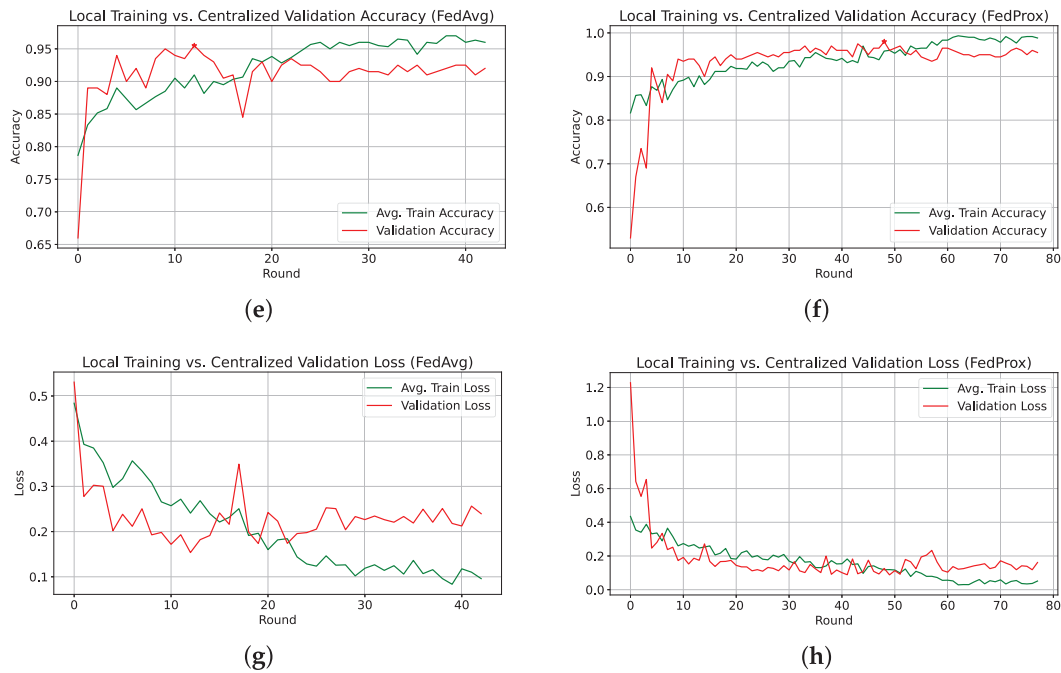 Local Training vs. Centralized Validation Accuracy (FedAvg)
Accuracy
0.95
0.90
0.85
0.80
0.75
0.70
0.65
Avg. Train Accuracy
Validation Accuracy
0 10 20 30 40
Round
(e)
Local Training vs. Centralized Validation Accuracy (FedProx)
Accuracy
1.0
0.9
0.8
0.7
0.6
Avg. Train Accuracy
Validation Accuracy
0 10 20 30 40 50 60 70 80
Round
(f)
Local Training vs. Centralized Validation Loss (FedAvg)
Loss
0.5
0.4
0.3
0.2
0.1
Avg. Train Loss
Validation Loss
0 10 20 30 40
Round
(g)
Local Training vs. Centralized Validation Loss (FedProx)
Loss
1.2
1.0
0.8
0.6
0.4
0.2
0.0
Avg. Train Loss
Validation Loss
0 10 20 30 40 50 60 70 80
Round
(h)